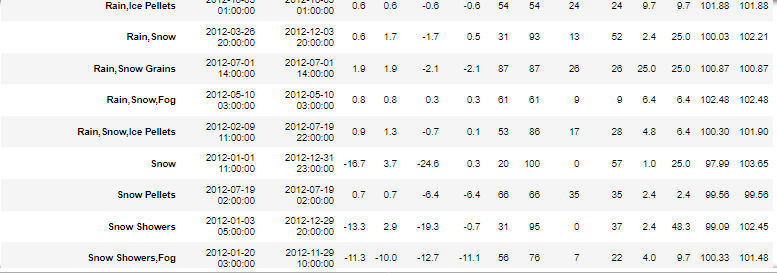 Rain,Ice Pellets 01:00:00 01:00:00 0.6 0.6 -0.6 -0.6 54 54 24 24 9.7 9.7 101.88 101.88
2012-03-26 2012-12-03
Rain,Snow 20:00:00 20:00:00 0.6 1.7 -1.7 0.5 31 93 13 52 2.4 25.0 100.03 102.21
2012-07-01 2012-07-01
Rain,Snow Grains 14:00:00 14:00:00 1.9 1.9 -2.1 -2.1 87 87 26 26 25.0 25.0 100.87 100.87
2012-05-10 2012-05-10
Rain,Snow,Fog 03:00:00 03:00:00 0.8 0.8 0.3 0.3 61 61 9 9 6.4 6.4 102.48 102.48
2012-02-09 2012-07-19
Rain,Snow,Ice Pellets 11:00:00 22:00:00 0.9 1.3 -0.7 0.1 53 86 17 28 4.8 6.4 100.30 101.90
2012-01-01 2012-12-31
Snow 11:00:00 23:00:00 -16.7 3.7 -24.6 0.3 20 100 0 57 1.0 25.0 97.99 103.65
2012-07-19 2012-07-19
Snow Pellets 02:00:00 02:00:00 0.7 0.7 -6.4 -6.4 66 66 35 35 2.4 2.4 99.56 99.56
2012-01-03 2012-12-29
Snow Showers 05:00:00 20:00:00 -13.3 2.9 -19.3 -0.7 31 95 0 37 2.4 48.3 99.09 102.45
2012-01-20 2012-11-29
Snow Showers,Fog 03:00:00 10:00:00 -11.3 -10.0 -12.7 -11.1 56 76 7 22 4.0 9.7 100.33 101.48